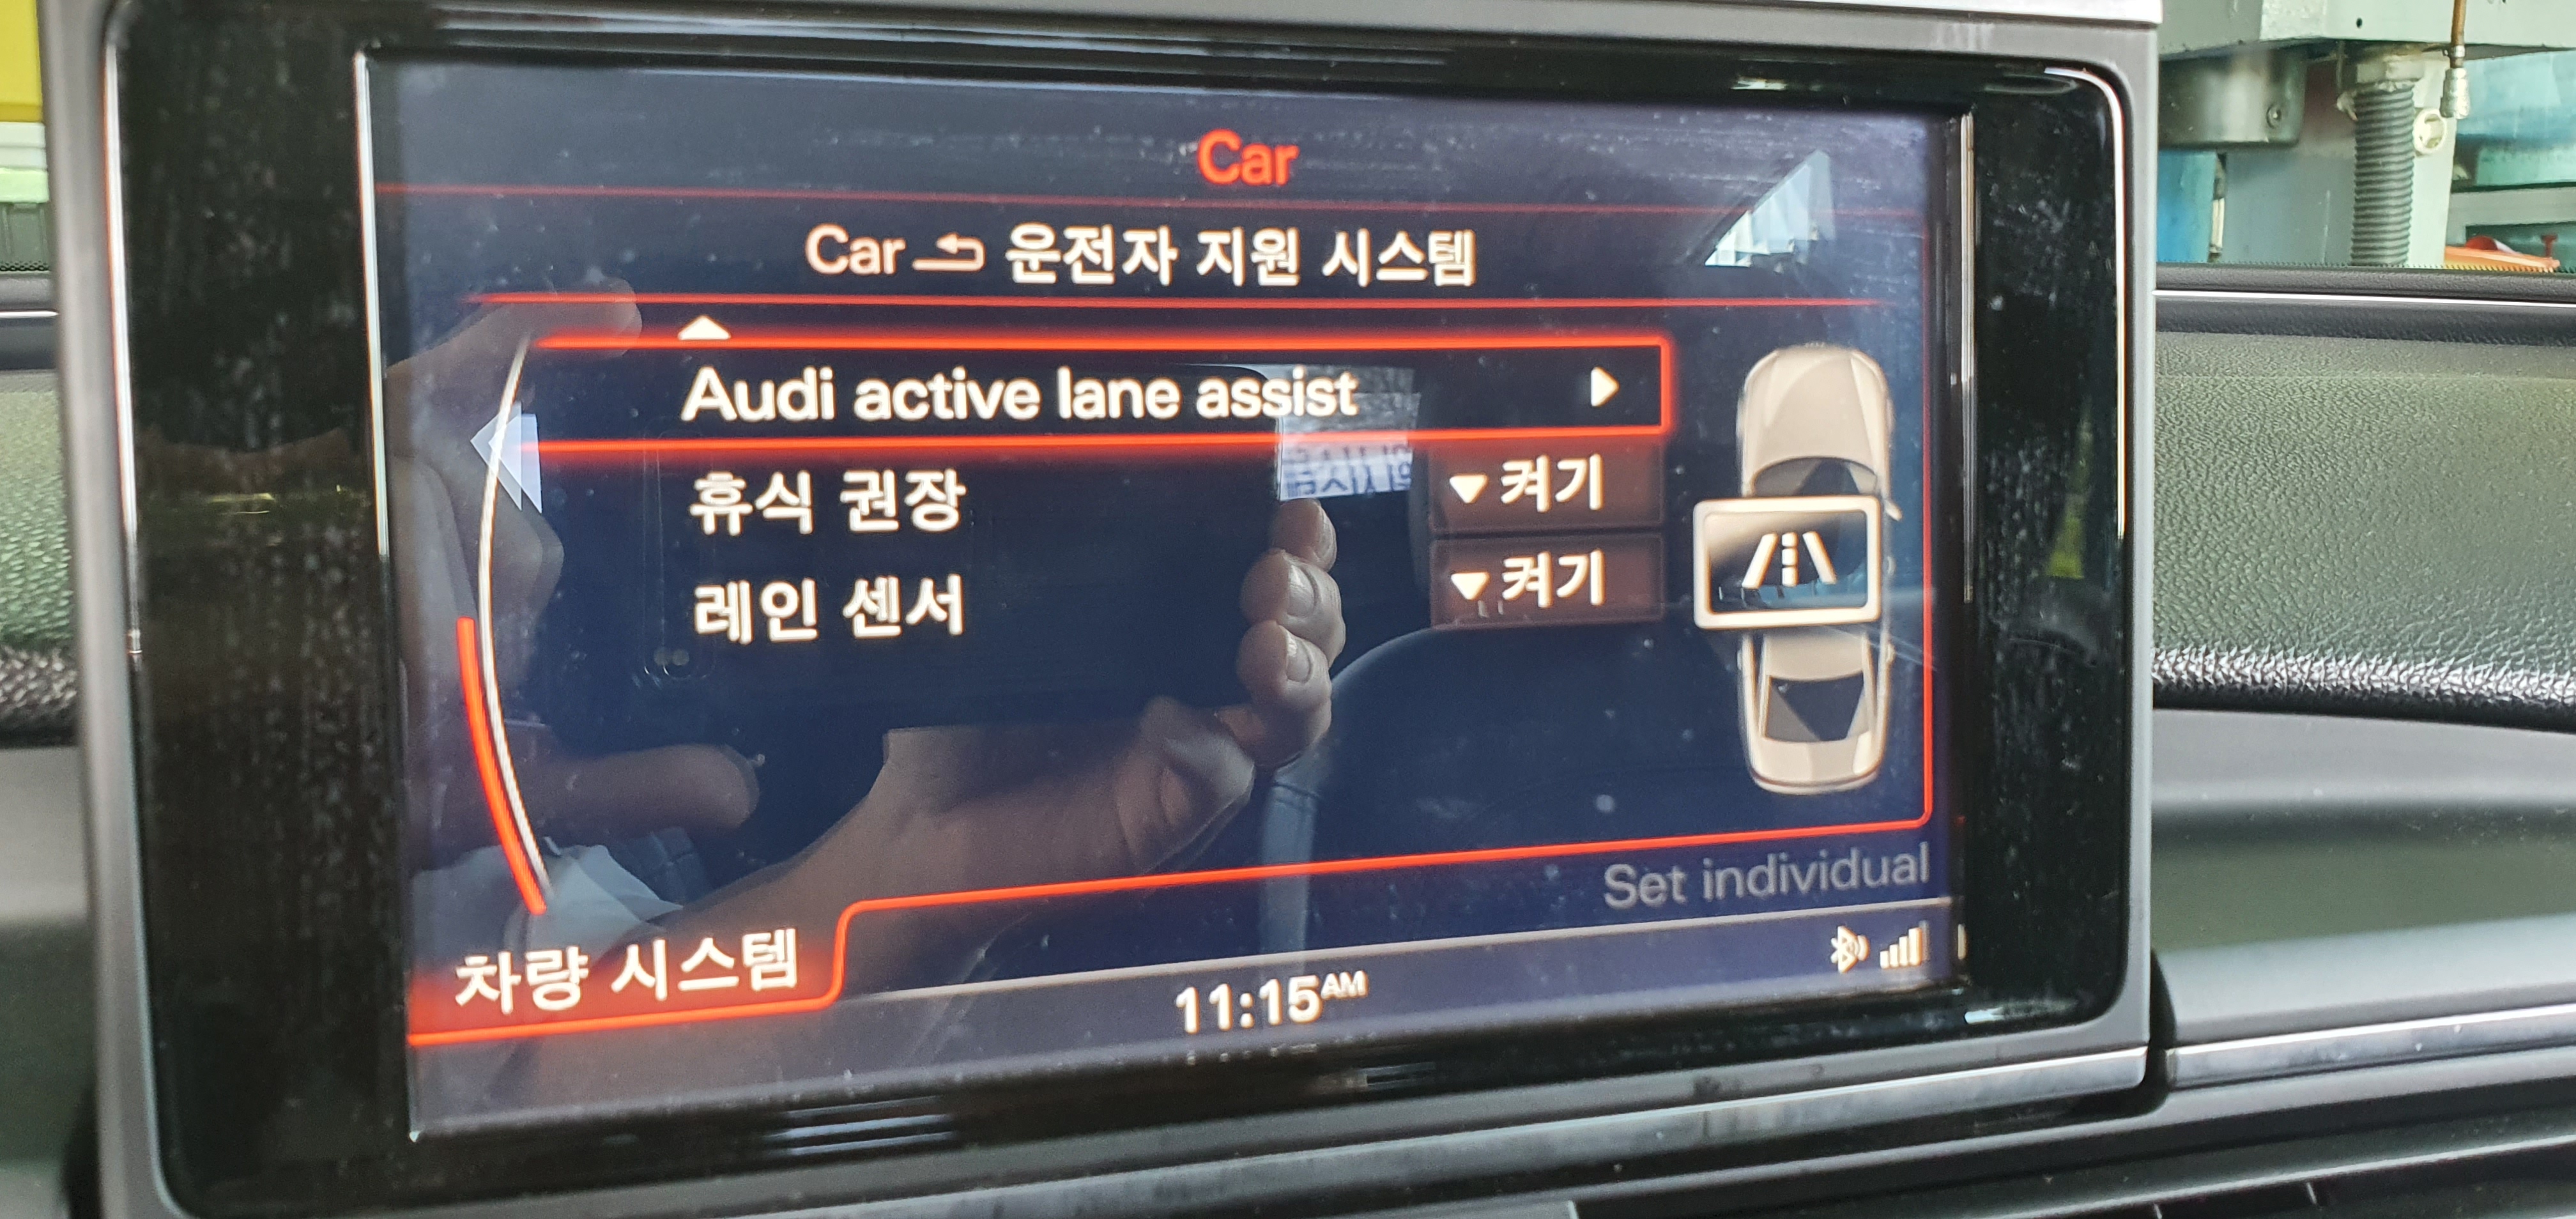 Car
Car 운전자 지원 시스템
Audi active lane assist
휴식 권장 켜기
레인 센서 켜기
Set individual
차량 시스템
11:15AM